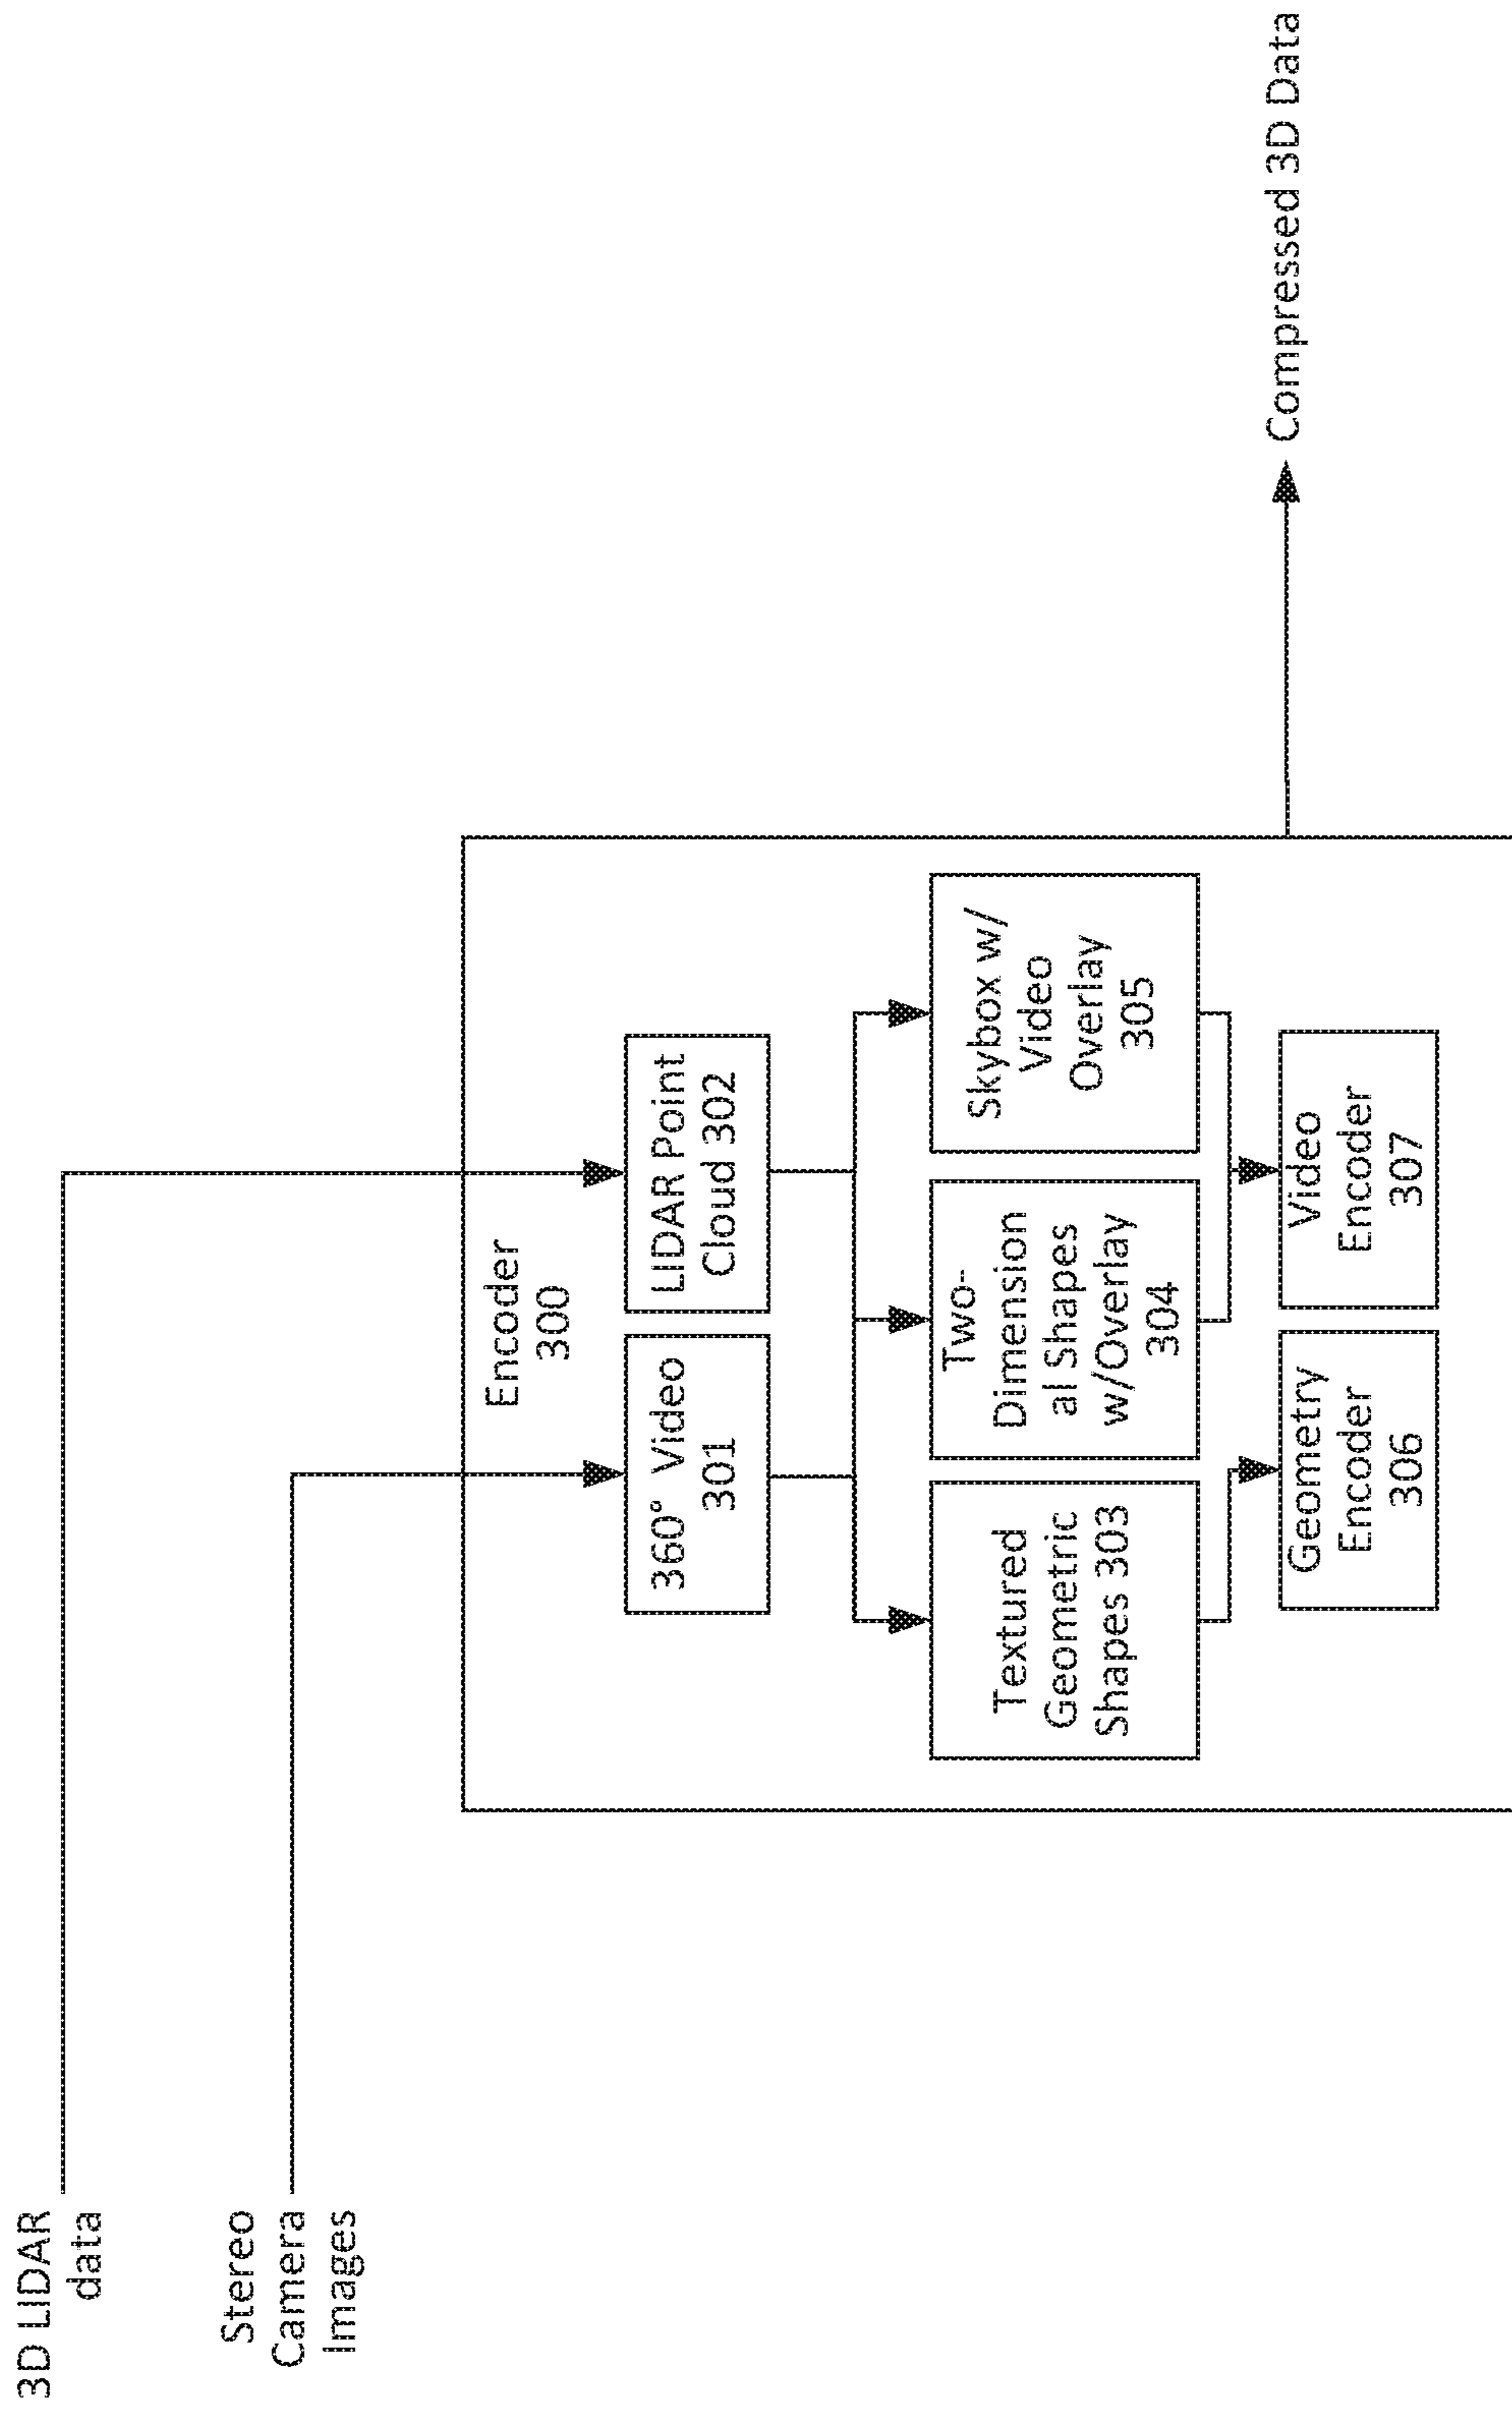 3D LIDAR
data
Stereo
Camera
Images
Encoder
300
360° Video
301
LIDAR Point
Cloud 302
Textured
Geometric
Shapes 303
Two-
Dimension
al Shapes
w/Overlay
304
Skybox w/
Video
Overlay
305
Geometry
Encoder
306
Video
Encoder
307
Compressed 3D Data